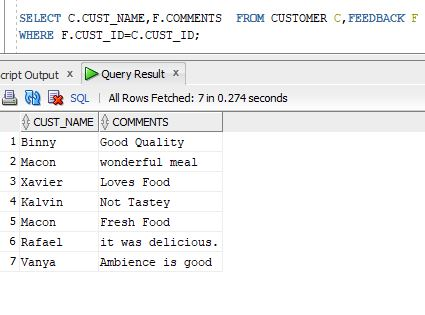 SELECT C.CUST_NAME,F.COMMENTS  FROM CUSTOMER C,FEEDBACK F
WHERE F.CUST_ID=C.CUST_ID;
cript Output x Query Result x
SQL | All Rows Fetched: 7 in 0.274 seconds
CUST_NAME COMMENTS
1 Binny Good Quality
2 Macon wonderful meal
3 Xavier Loves Food
4 Kalvin Not Tastey
5 Macon Fresh Food
6 Rafael it was delicious.
7 Vanya Ambience is good